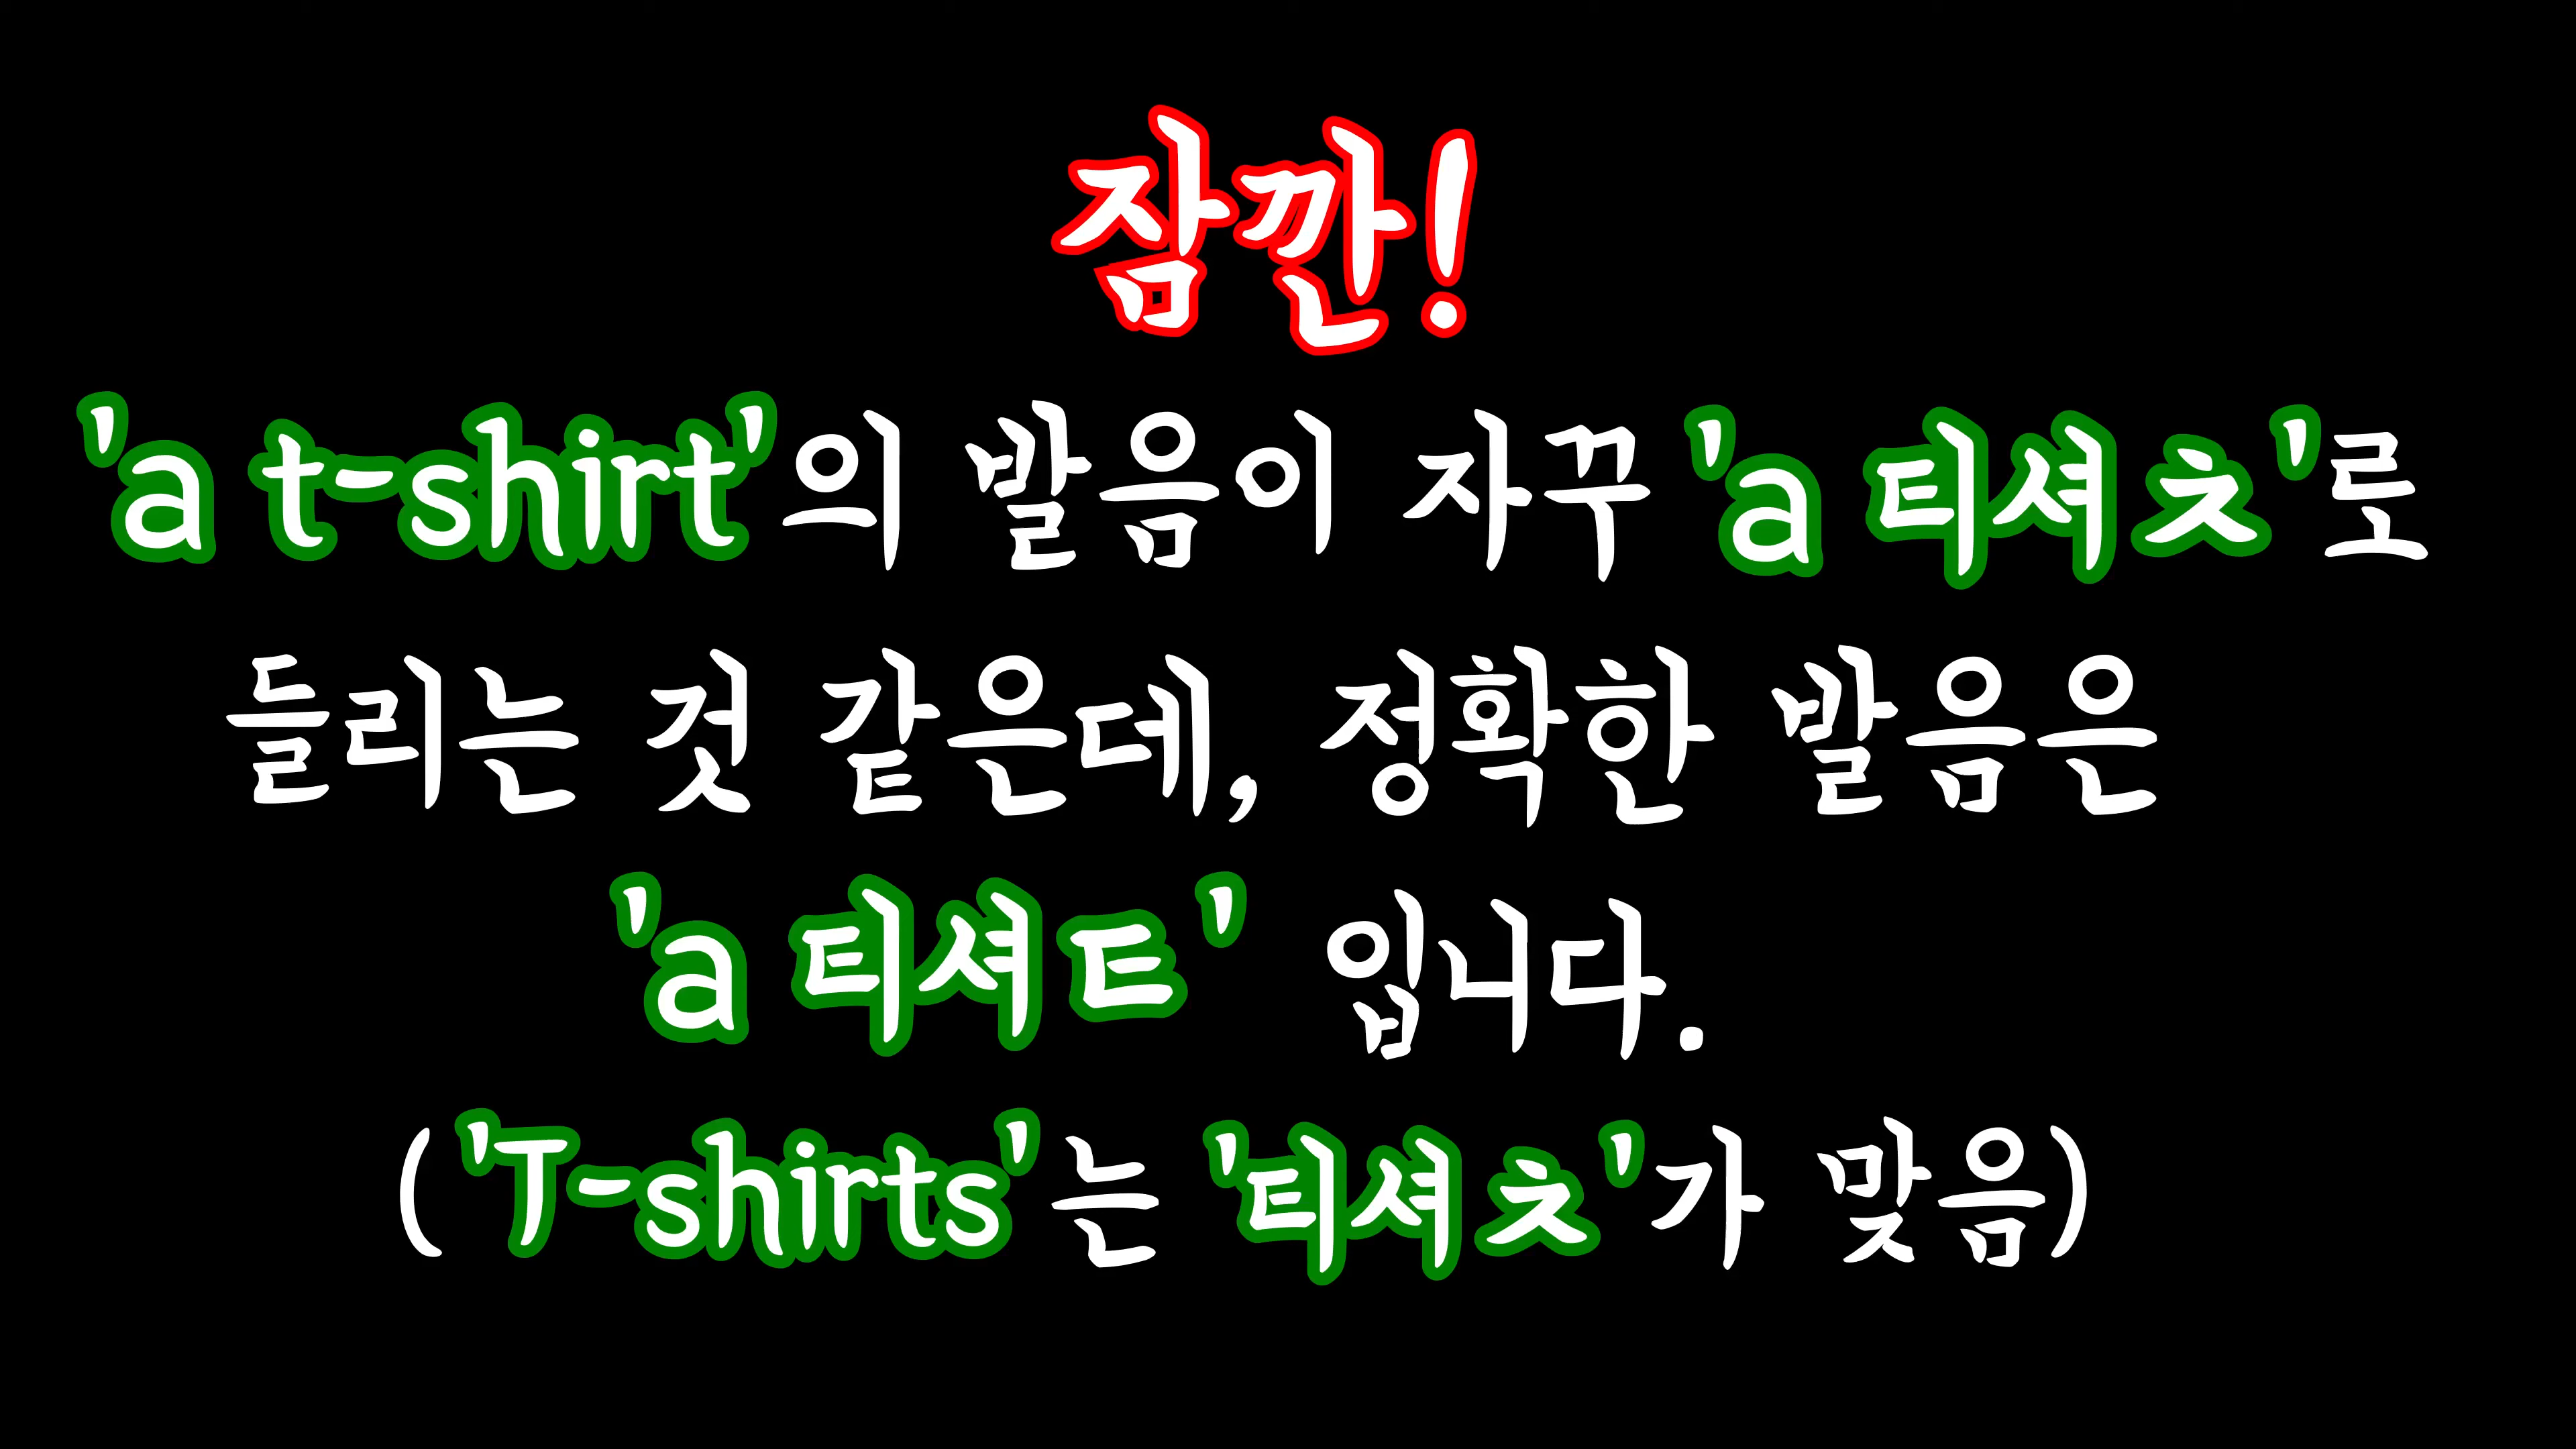 잠깐!
'a t-shirt'의 발음이 자꾸 'a 티셔ㅊ'로
들리는 것 같은데, 정확한 발음은
'a 티셔ㅌ' 입니다.
('T-shirts'는 '티셔ㅊ'가 맞음)